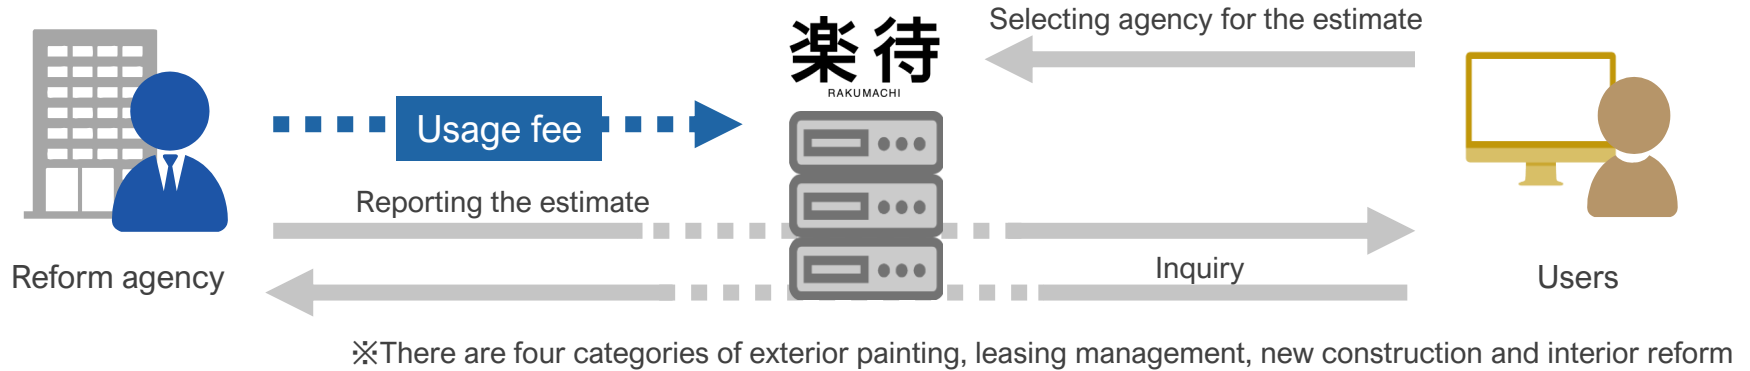 Selecting agency for the estimate
楽待
RAKUMACHI
Usage fee
Reporting the estimate
Inquiry
Reform agency
Users
※There are four categories of exterior painting, leasing management, new construction and interior reform